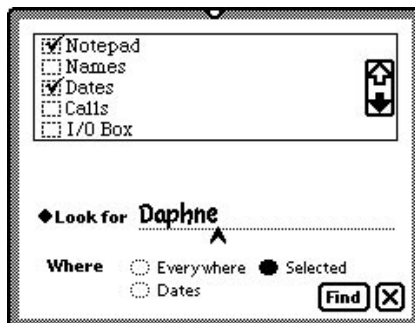 Notepad
Names
Dates
Calls
I/O Box
Look for Daphne
Where Everywhere Selected
Dates
Find